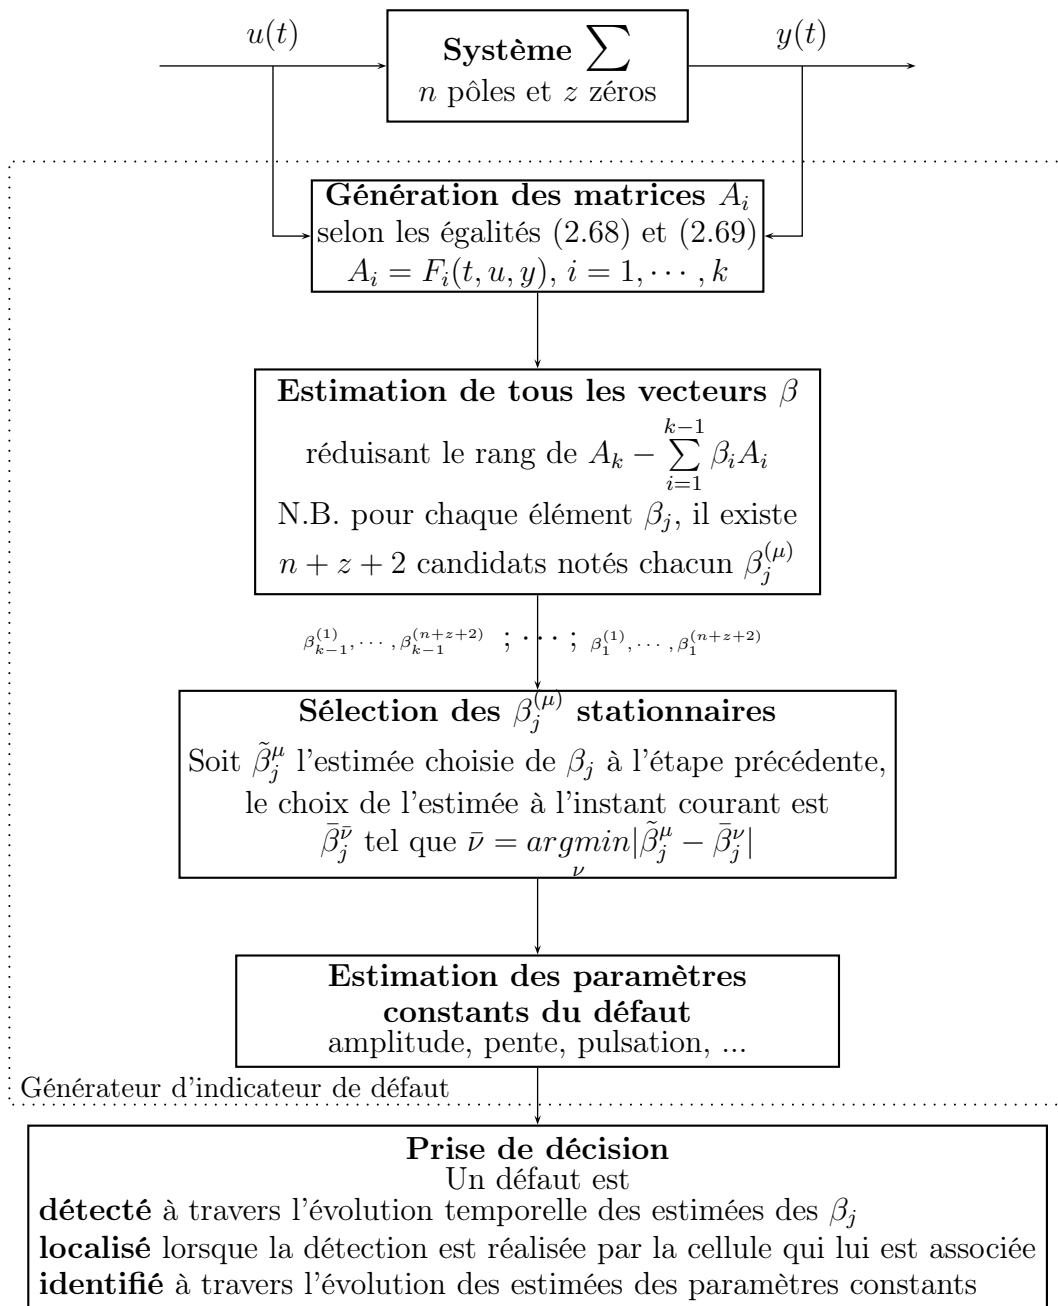 u(t)
y(t)
Système ∑
n pôles et z zéros
Génération des matrices A_i
selon les égalités (2.68) et (2.69)
A_i = F_i(t, u, y), i = 1, ⋯ , k
Estimation de tous les vecteurs β
réduisant le rang de A_k − ∑_{i=1}^{k−1} β_i A_i
N.B. pour chaque élément β_j, il existe
n + z + 2 candidats notés chacun β_j^{(μ)}
β_{k−1}^{(1)}, ⋯ , β_{k−1}^{(n+z+2)} ; ⋯ ; β_1^{(1)}, ⋯ , β_1^{(n+z+2)}
Sélection des β_j^{(μ)} stationnaires
Soit β̃_j^μ l'estimée choisie de β_j à l'étape précédente,
le choix de l'estimée à l'instant courant est
β̄_j^{ν̄} tel que ν̄ = argmin_ν |β̃_j^μ − β̄_j^ν|
Estimation des paramètres
constants du défaut
amplitude, pente, pulsation, ...
Générateur d'indicateur de défaut
Prise de décision
Un défaut est
détecté à travers l'évolution temporelle des estimées des β_j
localisé lorsque la détection est réalisée par la cellule qui lui est associée
identifié à travers l'évolution des estimées des paramètres constants